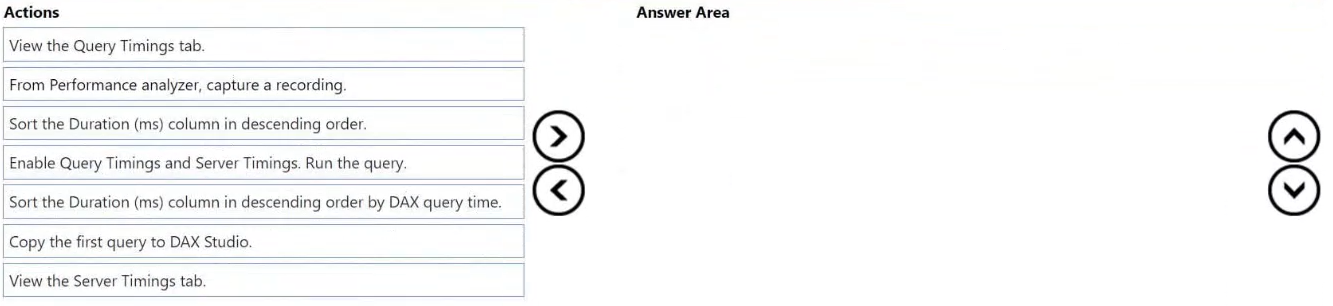 Actions
Answer Area
View the Query Timings tab.
From Performance analyzer, capture a recording.
Sort the Duration (ms) column in descending order.
Enable Query Timings and Server Timings. Run the query.
Sort the Duration (ms) column in descending order by DAX query time.
Copy the first query to DAX Studio.
View the Server Timings tab.